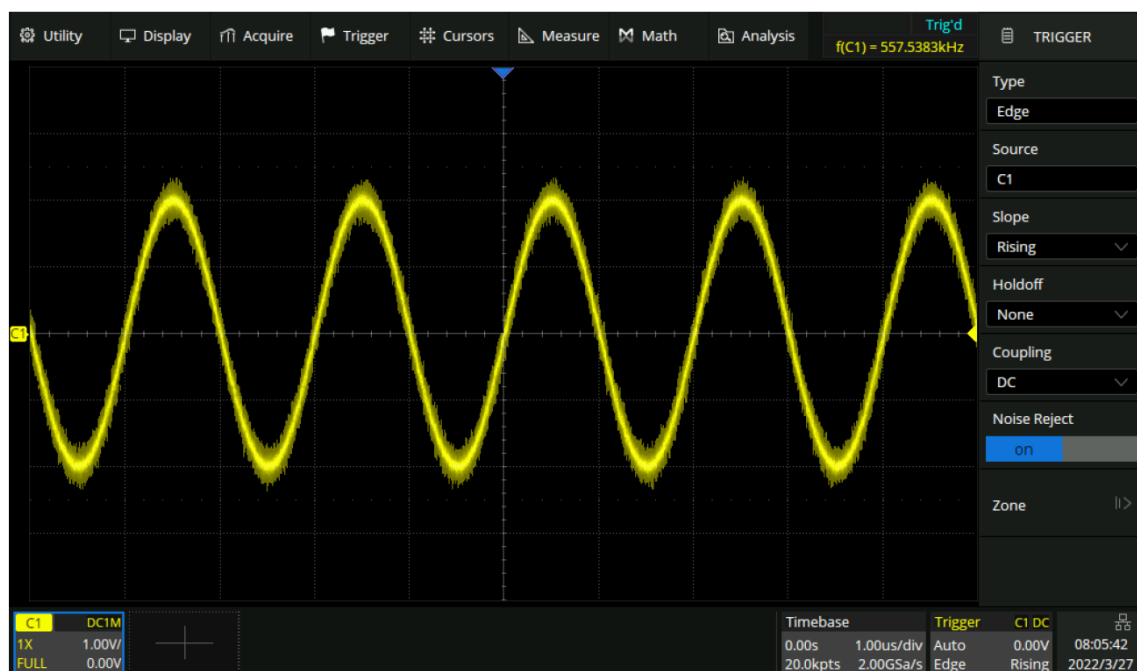 Utility Display Acquire Trigger Cursors Measure Math Analysis
Trig'd
f(C1) = 557.5383kHz
TRIGGER
Type
Edge
Source
C1
Slope
Rising
Holdoff
None
Coupling
DC
Noise Reject
on
Zone
C1
C1 DC1M
1X 1.00V/
FULL 0.00V
Timebase
0.00s 1.00us/div
20.0kpts 2.00GSa/s
Trigger C1 DC
Auto 0.00V
Edge Rising
08:05:42
2022/3/27